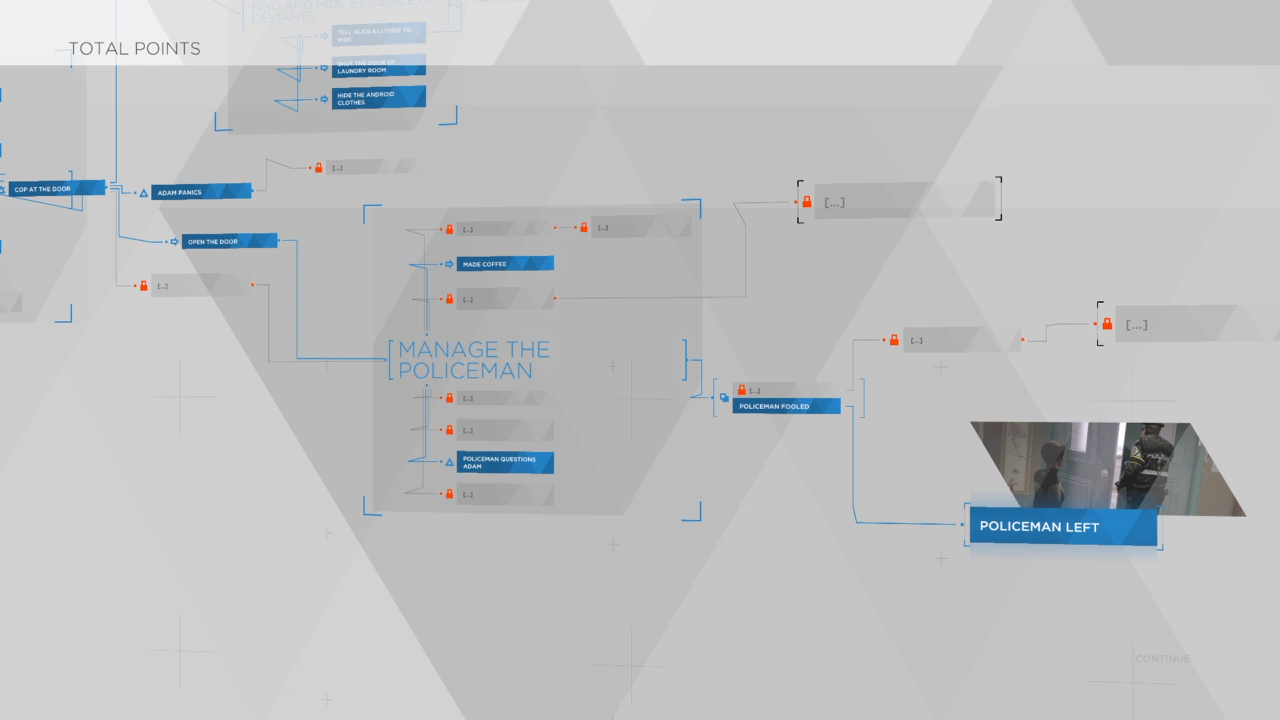 FIND AND HIDE EVIDENCE OF
DEVIANTS
TELL ALICE & LUTHER TO
HIDE
TOTAL POINTS
SHUT THE DOOR OF
LAUNDRY ROOM
HIDE THE ANDROID
CLOTHES
[...]
COP AT THE DOOR
ADAM PANICS
[...]
[...]
[...]
OPEN THE DOOR
MADE COFFEE
[...]
[...]
[...]
[...]
[...]
MANAGE THE
POLICEMAN
[...]
POLICEMAN FOOLED
[...]
[...]
POLICEMAN QUESTIONS
ADAM
[...]
POLICEMAN LEFT
CONTINUE